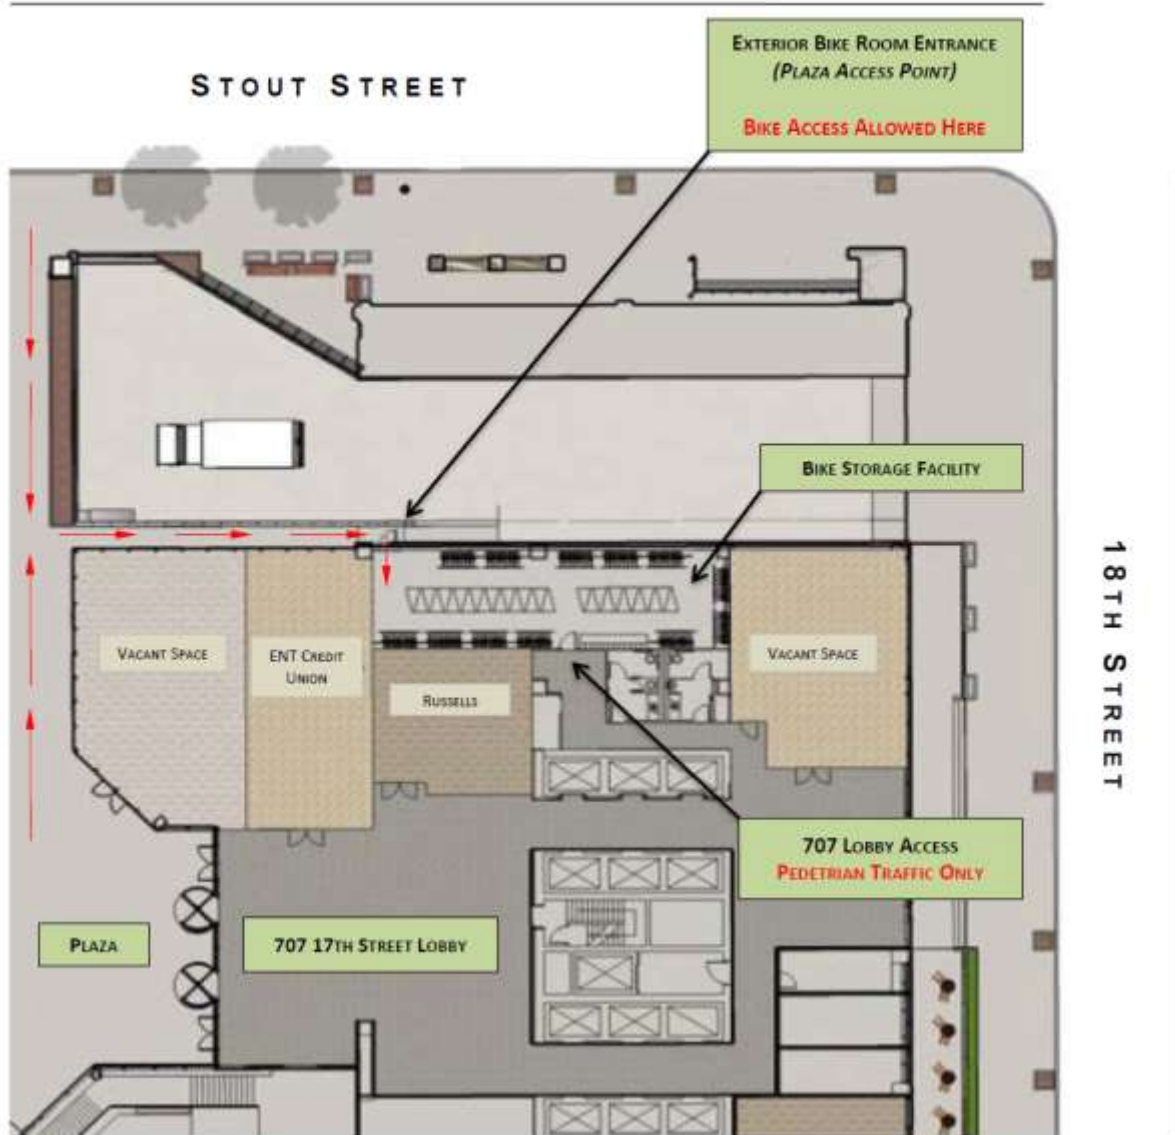 STOUT STREET
EXTERIOR BIKE ROOM ENTRANCE
(PLAZA ACCESS POINT)
BIKE ACCESS ALLOWED HERE
BIKE STORAGE FACILITY
18TH STREET
VACANT SPACE
ENT CREDIT
UNION
RUSSELLS
VACANT SPACE
707 LOBBY ACCESS
PEDETRIAN TRAFFIC ONLY
PLAZA
707 17TH STREET LOBBY